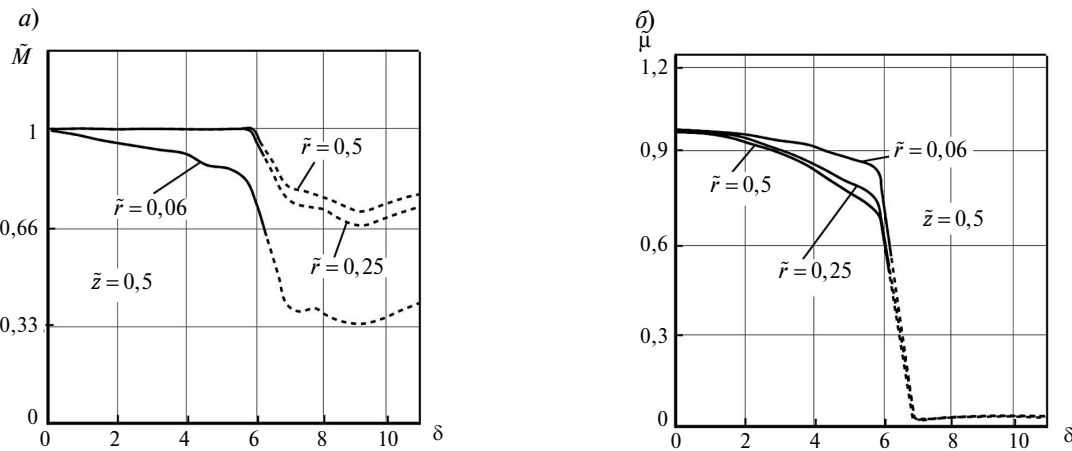 а)
M̃
1
0,66
0,33
0
0 2 4 6 8 10 δ
r̃ = 0,5
r̃ = 0,06
r̃ = 0,25
z̃ = 0,5
б)
μ̃
1,2
0,9
0,6
0,3
0
0 2 4 6 8 10 δ
r̃ = 0,06
r̃ = 0,5
z̃ = 0,5
r̃ = 0,25